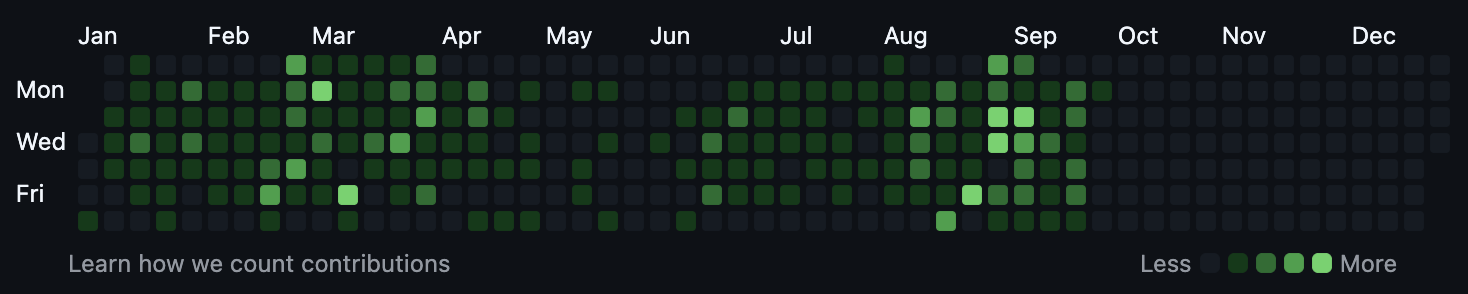 Jan Feb Mar Apr May Jun Jul Aug Sep Oct Nov Dec
Mon
Wed
Fri
Learn how we count contributions Less More